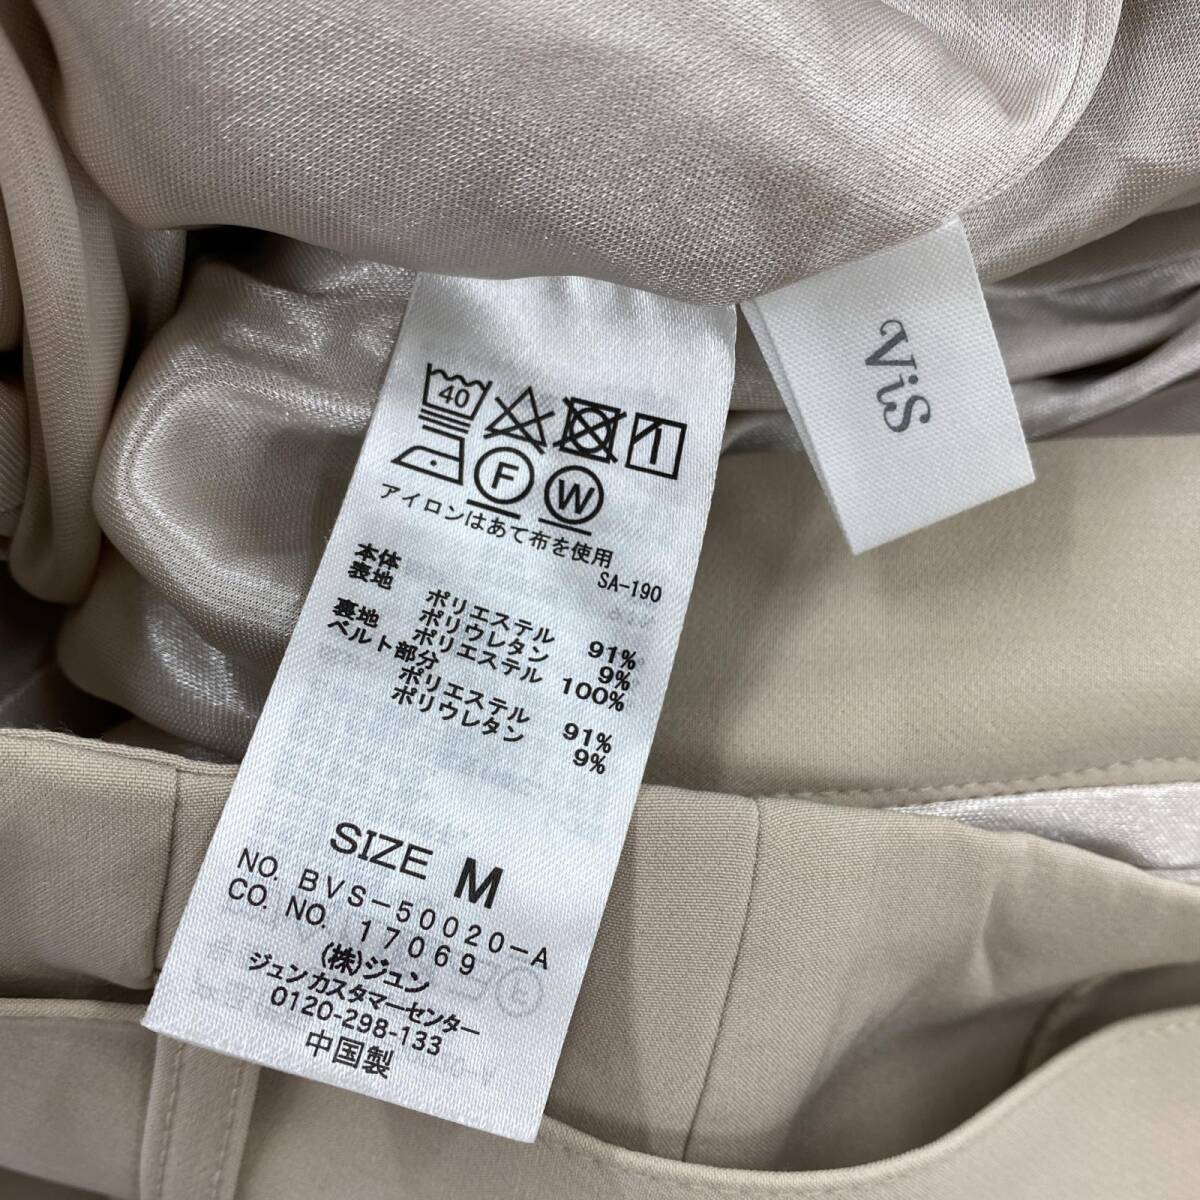 ViS
40
F W
アイロンはあて布を使用
SA-190
本体
表地 ポリエステル 91%
ポリウレタン 9%
裏地 ポリエステル 100%
ベルト部分
ポリエステル 91%
ポリウレタン 9%
SIZE M
NO. BVS-50020-A
CO. NO. 17069
(株)ジュン
ジュンカスタマーセンター
0120-298-133
中国製